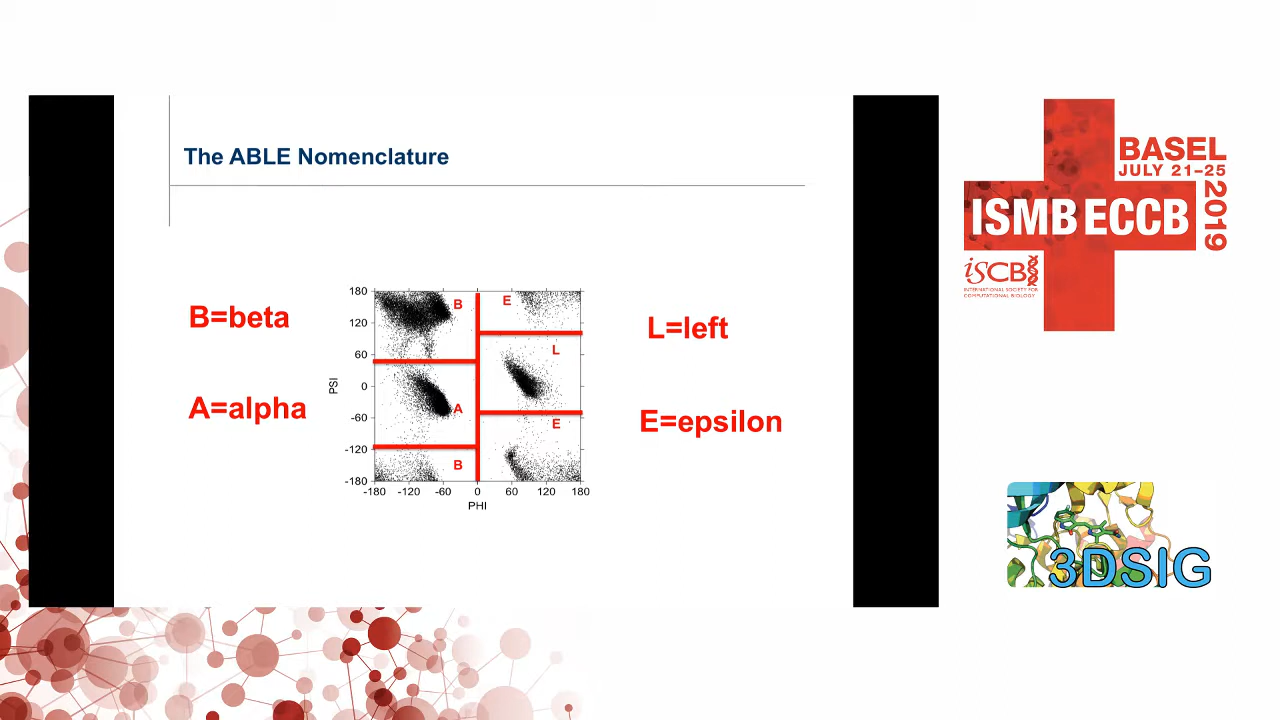 The ABLE Nomenclature
B=beta
A=alpha
L=left
E=epsilon
180
120
60
0
-60
-120
-180
PSI
B
E
L
A
E
B
-180
-120
-60
0
60
120
180
PHI
BASEL
JULY 21–25
2019
ISMB ECCB
ISCB
INTERNATIONAL SOCIETY FOR
COMPUTATIONAL BIOLOGY
3DSIG